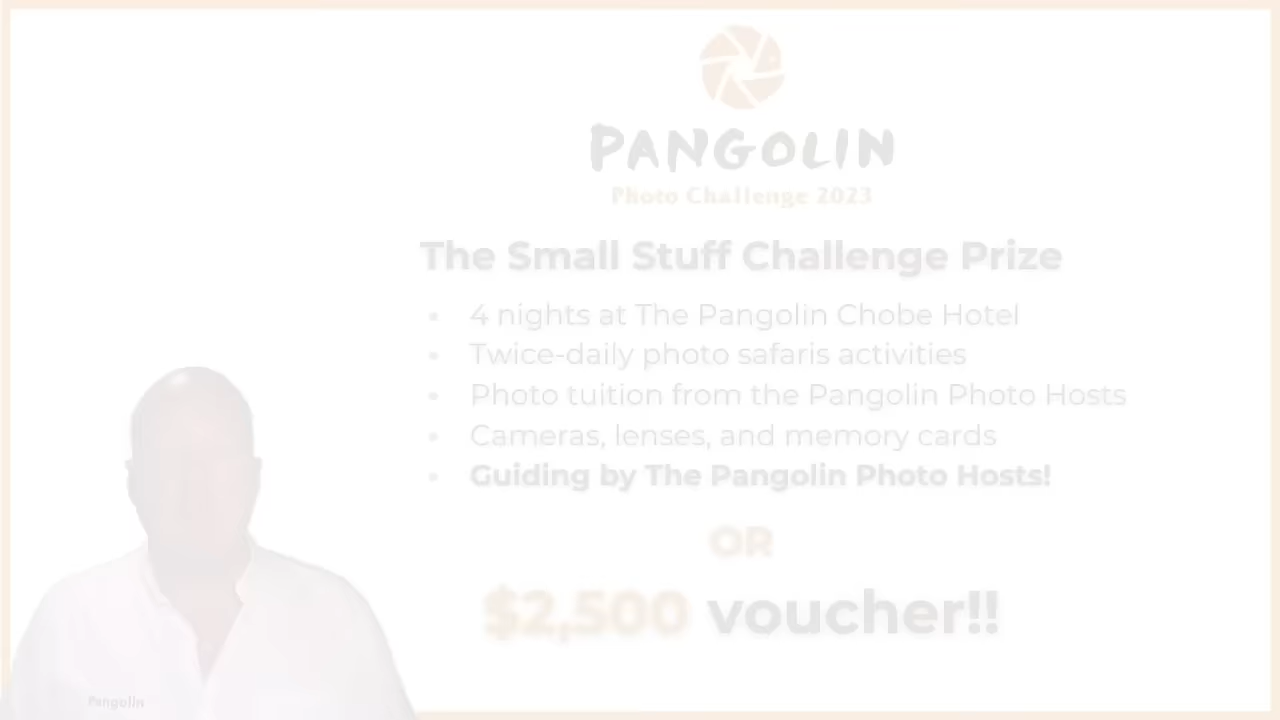 PANGOLIN
Photo Challenge 2023
The Small Stuff Challenge Prize
• 4 nights at The Pangolin Chobe Hotel
• Twice-daily photo safaris activities
• Photo tuition from the Pangolin Photo Hosts
• Cameras, lenses, and memory cards
• Guiding by The Pangolin Photo Hosts!
OR
$2,500 voucher!!
Pangolin